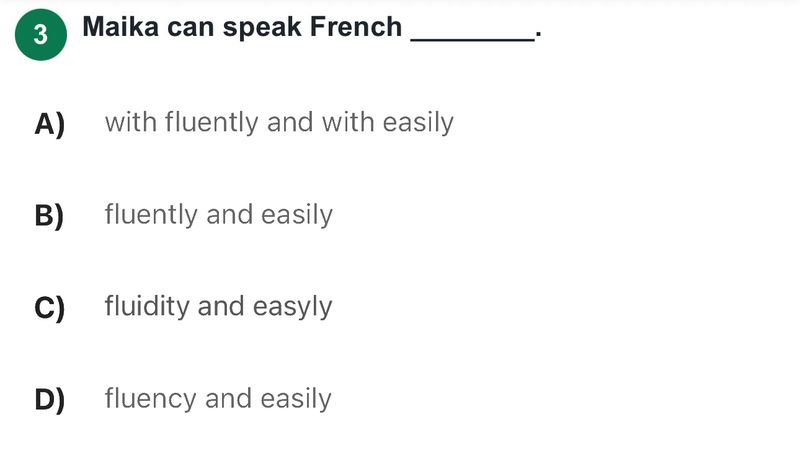 3 Maika can speak French _________.
A) with fluently and with easily
B) fluently and easily
C) fluidity and easyly
D) fluency and easily